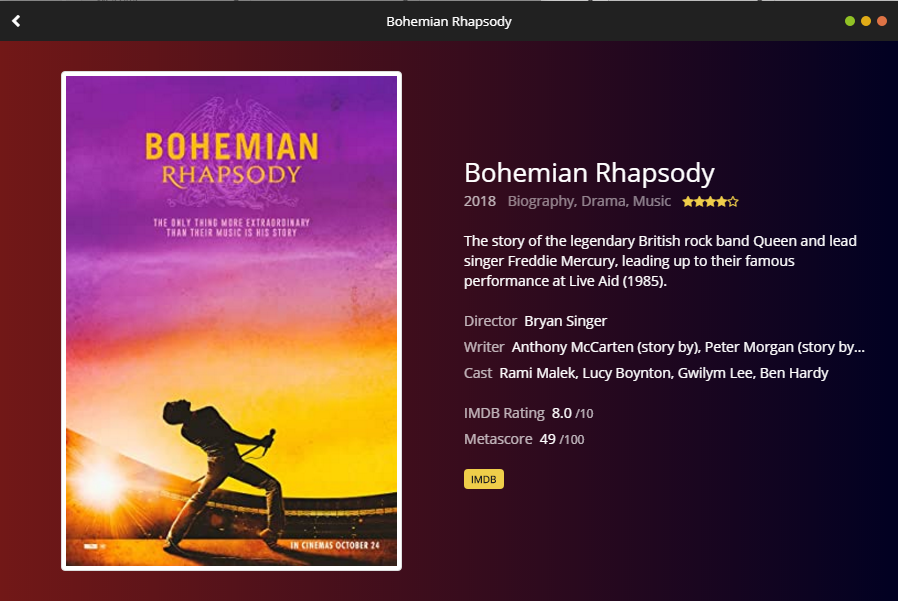 Bohemian Rhapsody
BOHEMIAN
RHAPSODY
THE ONLY THING MORE EXTRAORDINARY
THAN THEIR MUSIC IS HIS STORY
IN CINEMAS OCTOBER 24
Bohemian Rhapsody
2018 Biography, Drama, Music
The story of the legendary British rock band Queen and lead
singer Freddie Mercury, leading up to their famous
performance at Live Aid (1985).
Director Bryan Singer
Writer Anthony McCarten (story by), Peter Morgan (story by...
Cast Rami Malek, Lucy Boynton, Gwilym Lee, Ben Hardy
IMDB Rating 8.0 /10
Metascore 49 /100
IMDB